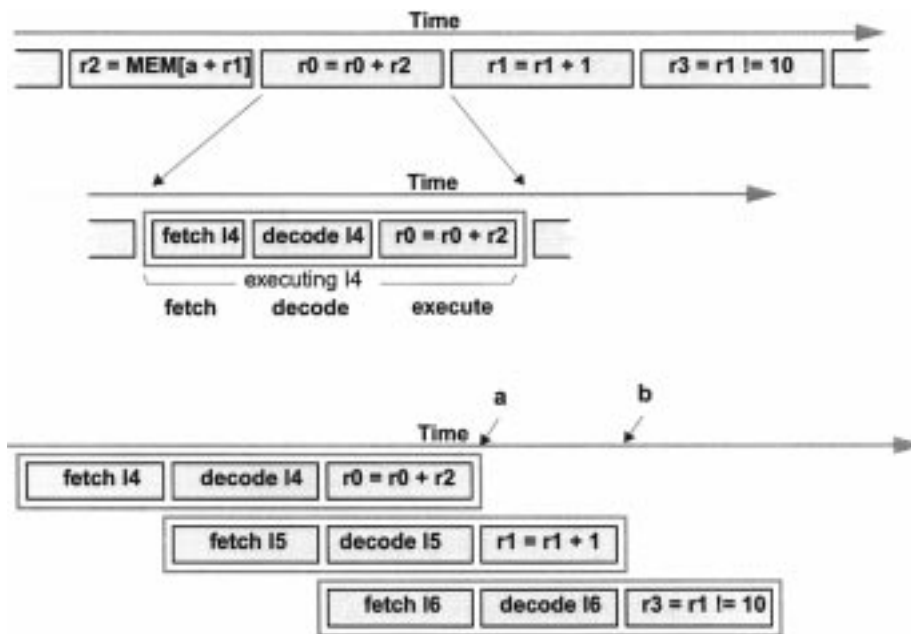 Time
r2 = MEM[a + r1] r0 = r0 + r2 r1 = r1 + 1 r3 = r1 != 10
Time
fetch I4 decode I4 r0 = r0 + r2
executing I4
fetch decode execute
a b
Time
fetch I4 decode I4 r0 = r0 + r2
fetch I5 decode I5 r1 = r1 + 1
fetch I6 decode I6 r3 = r1 != 10